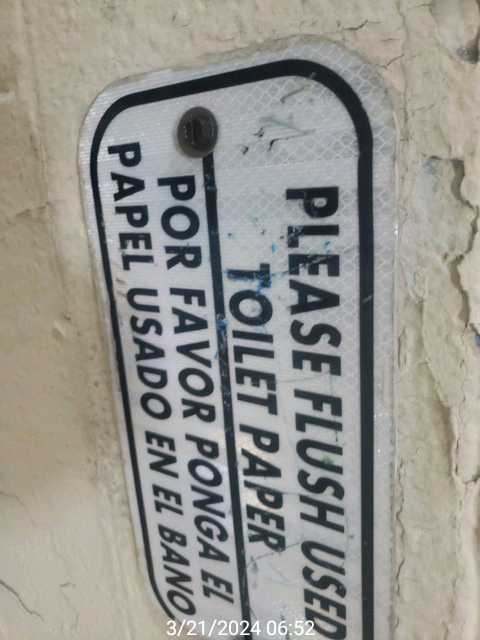 PLEASE FLUSH USED
TOILET PAPER
POR FAVOR PONGA EL
PAPEL USADO EN EL BANO
3/21/2024 06:52